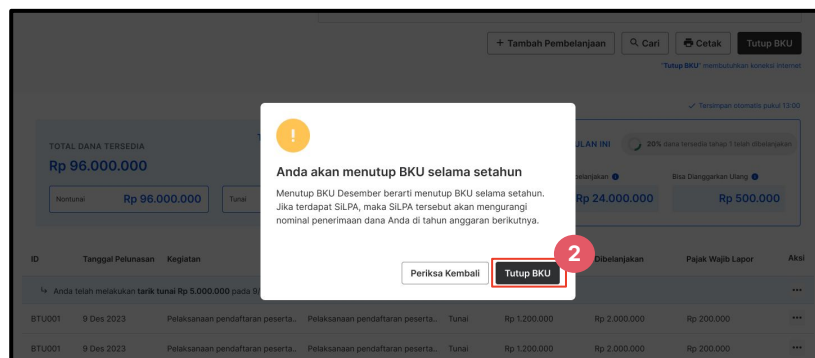 + Tambah Pembelanjaan
Cari
Cetak
Tutup BKU
"Tutup BKU" membutuhkan koneksi internet
✓ Tersimpan otomatis pukul 13:00
TOTAL DANA TERSEDIA
T
ULAN INI
20% dana tersedia tahap 1 telah dibelanjakan
Rp 96.000.000
belanjakan
Bisa Dianggarkan Ulang
Nontunai Rp 96.000.000
Tunai
Rp 24.000.000
Rp 500.000
!
Anda akan menutup BKU selama setahun
Menutup BKU Desember berarti menutup BKU selama setahun.
Jika terdapat SiLPA, maka SiLPA tersebut akan mengurangi
nominal penerimaan dana Anda di tahun anggaran berikutnya.
Periksa Kembali
Tutup BKU
2
ID Tanggal Pelunasan Kegiatan Dibelanjakan Pajak Wajib Lapor Aksi
Anda telah melakukan tarik tunai Rp 5.000.000 pada 9/
BTU001 9 Des 2023 Pelaksanaan pendaftaran peserta.. Pelaksanaan pendaftaran peserta.. Tunai Rp 1.200.000 Rp 2.000.000 Rp 200.000
BTU001 9 Des 2023 Pelaksanaan pendaftaran peserta.. Pelaksanaan pendaftaran peserta.. Tunai Rp 1.200.000 Rp 2.000.000 Rp 200.000